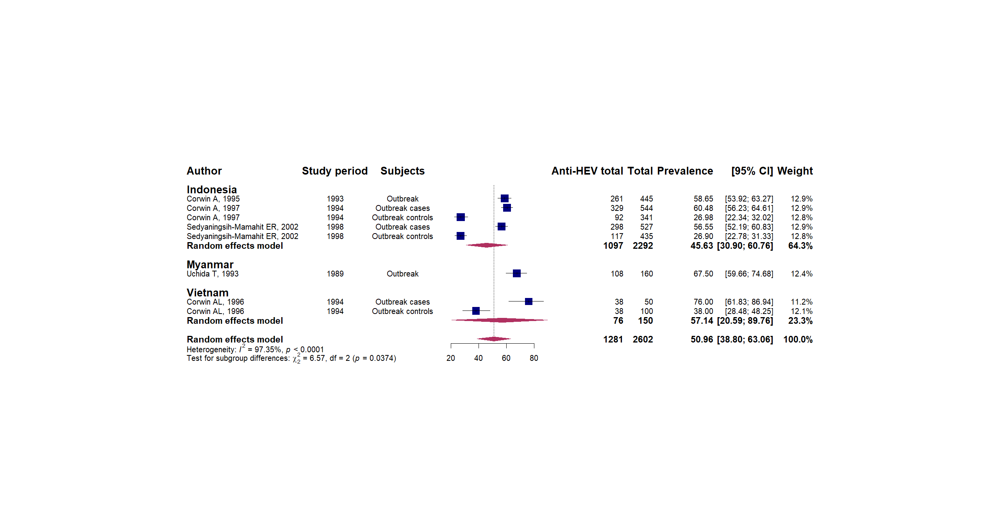 Author Study period Subjects Anti-HEV total Total Prevalence [95% CI] Weight
Indonesia
Corwin A, 1995 1993 Outbreak 261 445 58.65 [53.92; 63.27] 12.9%
Corwin A, 1997 1994 Outbreak cases 329 544 60.48 [56.23; 64.61] 12.9%
Corwin A, 1997 1994 Outbreak controls 92 341 26.98 [22.34; 32.02] 12.8%
Sedyaningsih-Mamahit ER, 2002 1998 Outbreak cases 298 527 56.55 [52.19; 60.83] 12.9%
Sedyaningsih-Mamahit ER, 2002 1998 Outbreak controls 117 435 26.90 [22.78; 31.33] 12.8%
Random effects model 1097 2292 45.63 [30.90; 60.76] 64.3%
Myanmar
Uchida T, 1993 1989 Outbreak 108 160 67.50 [59.66; 74.68] 12.4%
Vietnam
Corwin AL, 1996 1994 Outbreak cases 38 50 76.00 [61.83; 86.94] 11.2%
Corwin AL, 1996 1994 Outbreak controls 38 100 38.00 [28.48; 48.25] 12.1%
Random effects model 76 150 57.14 [20.59; 89.76] 23.3%
Random effects model 1281 2602 50.96 [38.80; 63.06] 100.0%
Heterogeneity: I² = 97.35%, p < 0.0001
Test for subgroup differences: χ²₂ = 6.57, df = 2 (p = 0.0374)
20 40 60 80